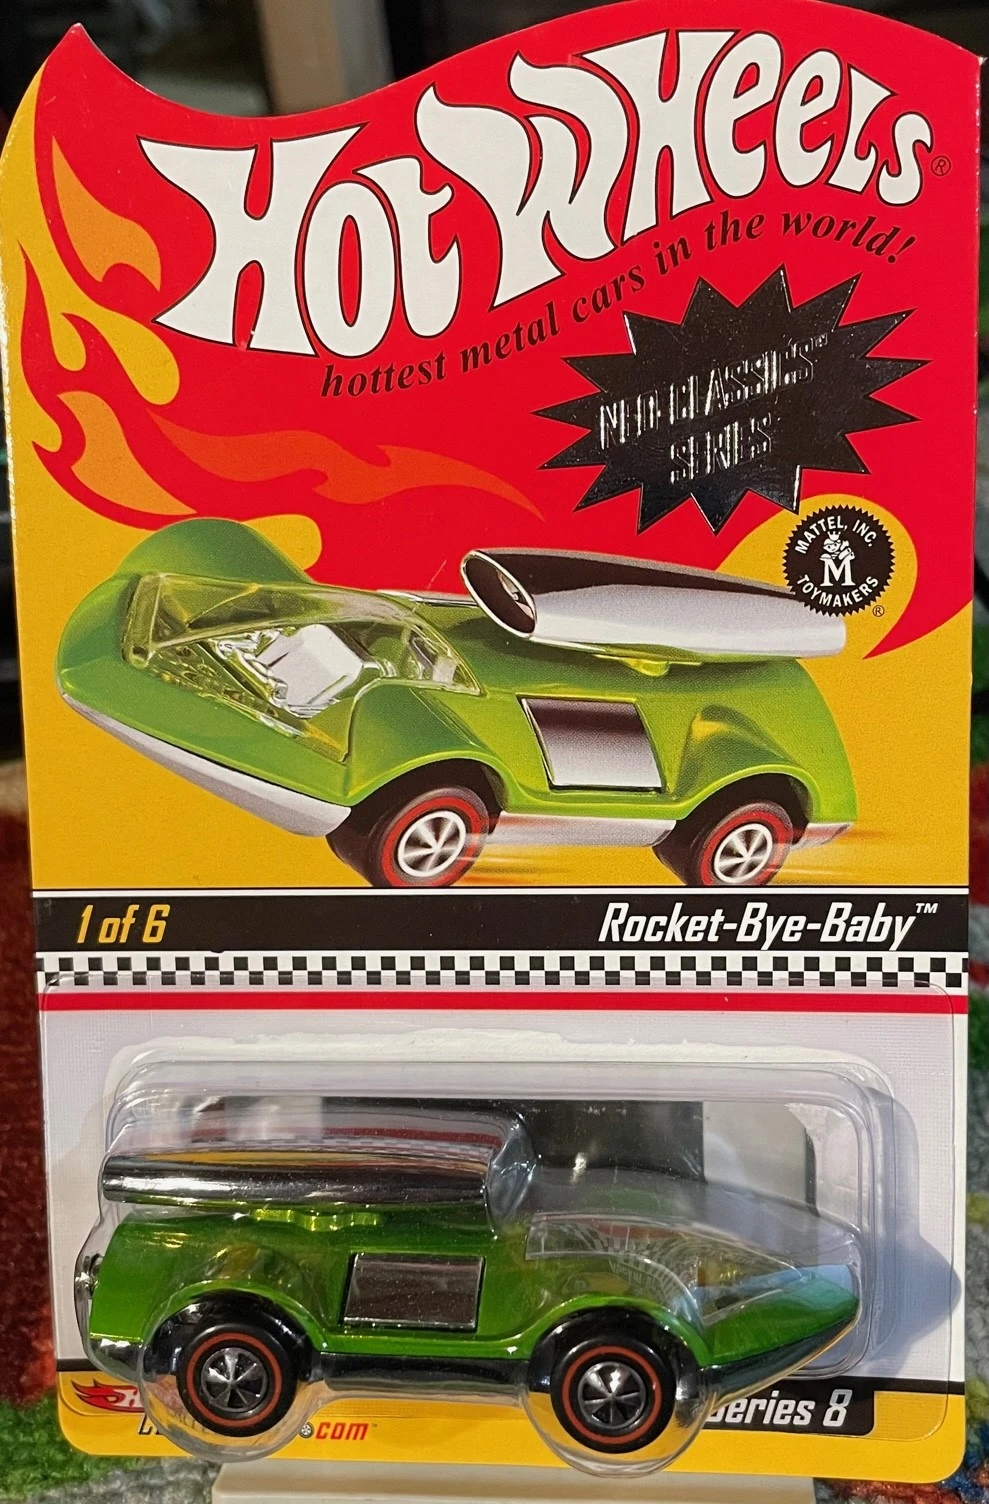 Hot Wheels®
hottest metal cars in the world!
NEO-CLASSICS™
SERIES
MATTEL, INC.
M
TOYMAKERS ®
1 of 6
Rocket-Bye-Baby™
Series 8
.com™